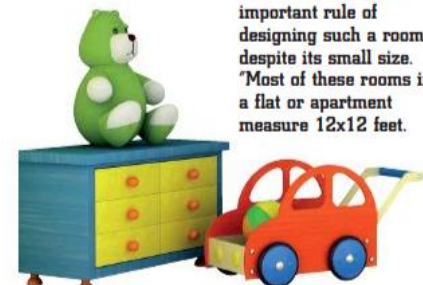 important rule of
designing such a room
despite its small size.
"Most of these rooms
a flat or apartment
measure 12x12 feet.